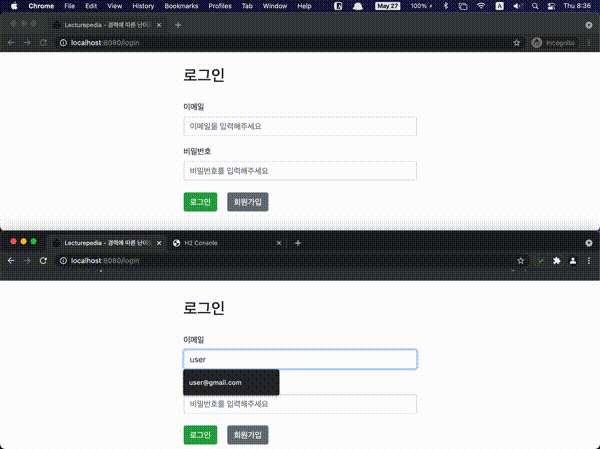 Chrome File Edit View History Bookmarks Profiles Tab Window Help May 27 100% A Thu 8:36
Lecturepedia - 경력에 따른 난이도
localhost:8080/login Incognito
로그인
이메일
이메일을 입력해주세요
비밀번호
비밀번호를 입력해주세요
로그인 회원가입
Lecturepedia - 경력에 따른 난이도 H2 Console
localhost:8080/login
로그인
이메일
user
user@gmail.com
비밀번호를 입력해주세요
로그인 회원가입